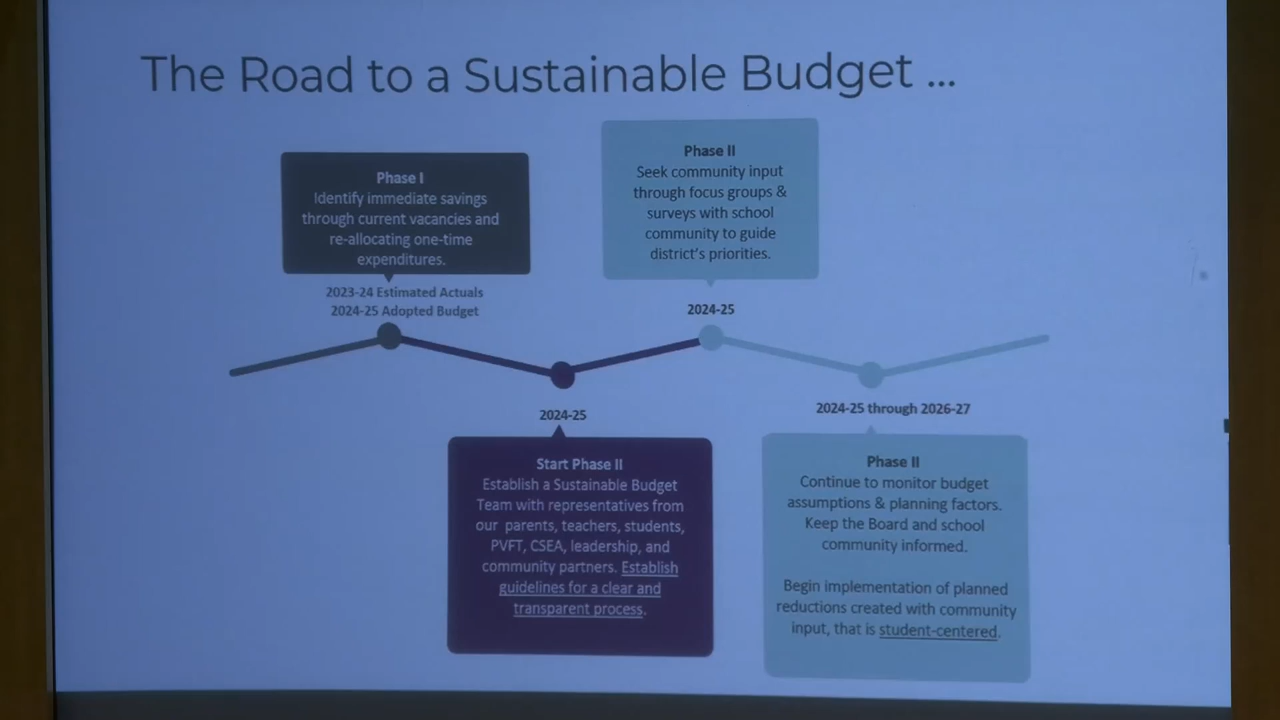 The Road to a Sustainable Budget ...
Phase I
Identify immediate savings
through current vacancies and
re-allocating one-time
expenditures.
2023-24 Estimated Actuals
2024-25 Adopted Budget
2024-25
Start Phase II
Establish a Sustainable Budget
Team with representatives from
our parents, teachers, students,
PVFT, CSEA, leadership, and
community partners. Establish
guidelines for a clear and
transparent process.
Phase II
Seek community input
through focus groups &
surveys with school
community to guide
district's priorities.
2024-25
2024-25 through 2026-27
Phase II
Continue to monitor budget
assumptions & planning factors.
Keep the Board and school
community informed.
Begin implementation of planned
reductions created with community
input, that is student-centered.